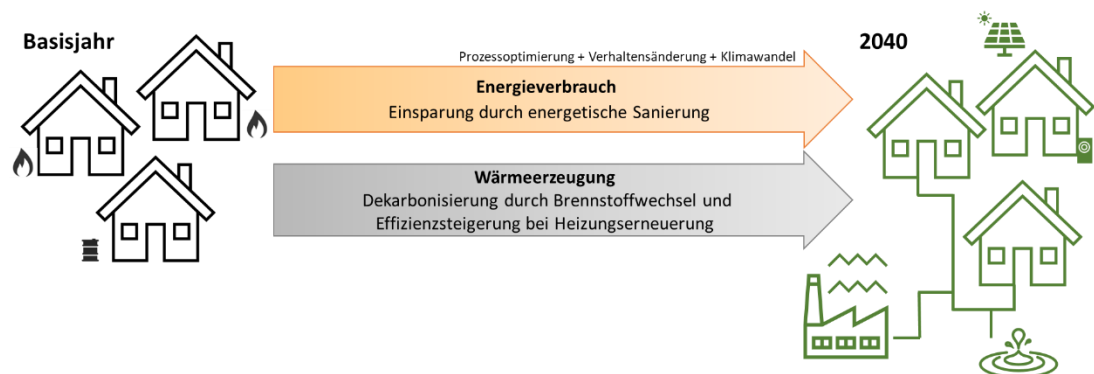 Basisjahr
Prozessoptimierung + Verhaltensänderung + Klimawandel
Energieverbrauch
Einsparung durch energetische Sanierung
Wärmeerzeugung
Dekarbonisierung durch Brennstoffwechsel und
Effizienzsteigerung bei Heizungserneuerung
2040